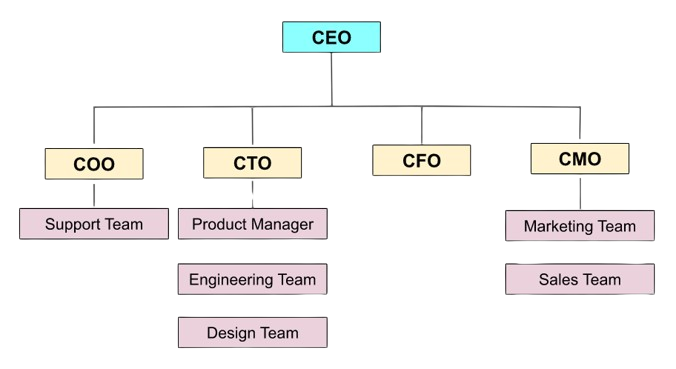 CEO
COO
CTO
CFO
CMO
Support Team
Product Manager
Marketing Team
Engineering Team
Sales Team
Design Team